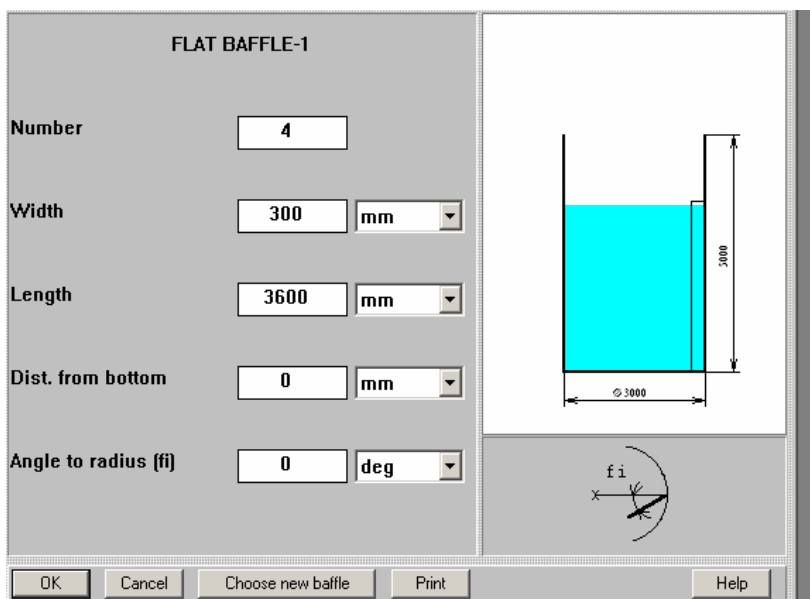 FLAT BAFFLE-1
Number 4
Width 300 mm
Length 3600 mm
Dist. from bottom 0 mm
Angle to radius (fi) 0 deg
5000
Ø 3000
fi
x
OK Cancel Choose new baffle Print Help